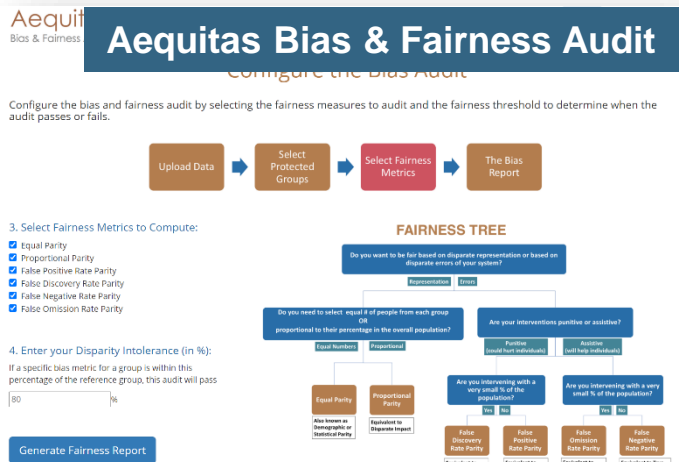 Aequit
Bias & Fairness
Aequitas Bias & Fairness Audit
Configure the Bias Audit
Configure the bias and fairness audit by selecting the fairness measures to audit and the fairness threshold to determine when the
audit passes or fails.
Upload Data
Select
Protected
Groups
Select Fairness
Metrics
The Bias
Report
3. Select Fairness Metrics to Compute:
Equal Parity
Proportional Parity
False Positive Rate Parity
False Discovery Rate Parity
False Negative Rate Parity
False Omission Rate Parity
4. Enter your Disparity Intolerance (in %):
If a specific bias metric for a group is within this
percentage of the reference group, this audit will pass
80
%
Generate Fairness Report
FAIRNESS TREE
Do you want to be fair based on disparate representation or based on
disparate errors of your system?
Representation
Errors
Do you need to select equal # of people from each group
OR
proportional to their percentage in the overall population?
Equal Numbers
Proportional
Equal Parity
Proportional
Parity
Also known as
Demographic or
Statistical Parity
Equivalent to
Disparate Impact
Are your interventions punitive or assistive?
Punitive
(could hurt individuals)
Assistive
(will help individuals)
Are you intervening with a
very small % of the
population?
Yes
No
Are you intervening with a very
small % of the population?
Yes
No
False
Discovery
Rate Parity
False
Positive
Rate Parity
False
Omission
Rate Parity
False
Negative
Rate Parity